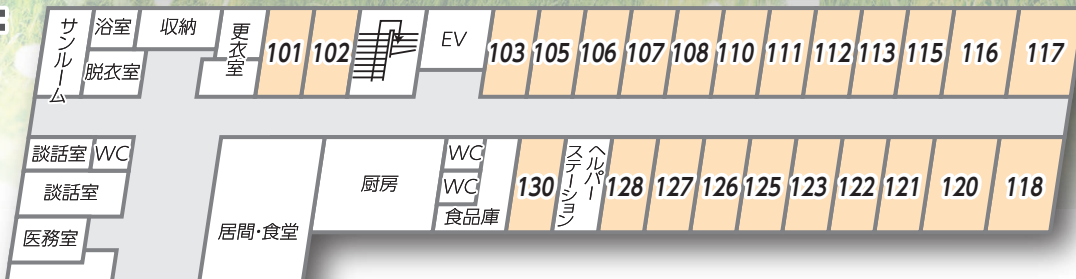 サンルーム
浴室
収納
脱衣室
更衣室
101
102
EV
103
105
106
107
108
110
111
112
113
115
116
117
談話室
WC
談話室
医務室
居間・食堂
厨房
WC
WC
食品庫
130
ヘルパー
ステーション
128
127
126
125
123
122
121
120
118